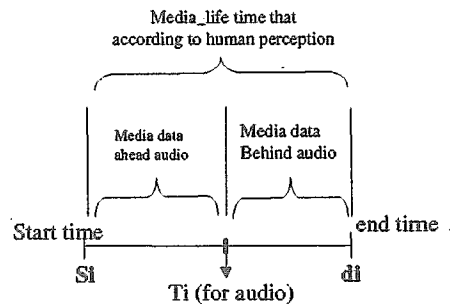 Media_life time that
according to human perception
Media data
ahead audio
Media data
Behind audio
Start time
end time
Si
di
Ti (for audio)